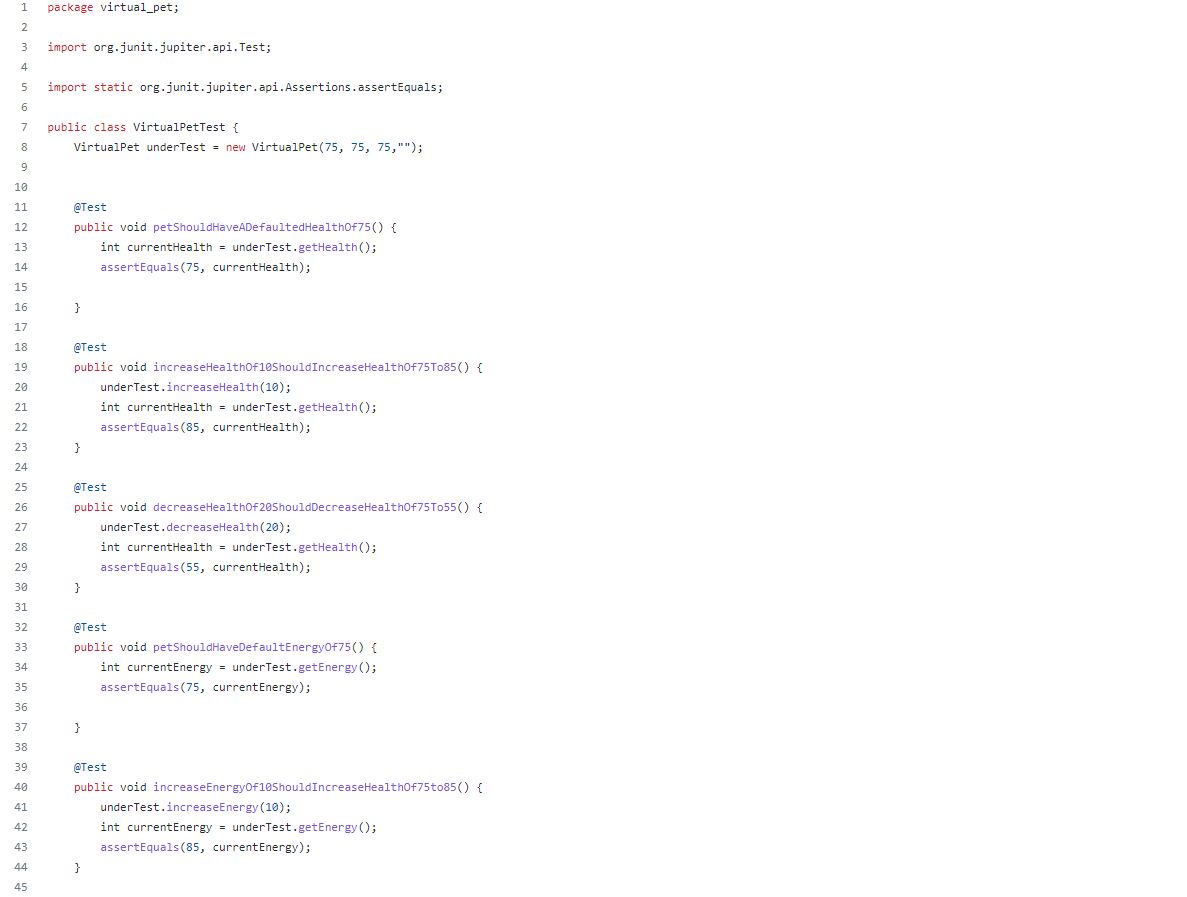 1 package virtual_pet;
2
3 import org.junit.jupiter.api.Test;
4
5 import static org.junit.jupiter.api.Assertions.assertEquals;
6
7 public class VirtualPetTest {
8     VirtualPet underTest = new VirtualPet(75, 75, 75,"");
9
10
11     @Test
12     public void petShouldHaveADefaultedHealthOf75() {
13         int currentHealth = underTest.getHealth();
14         assertEquals(75, currentHealth);
15
16     }
17
18     @Test
19     public void increaseHealthOf10ShouldIncreaseHealthOf75To85() {
20         underTest.increaseHealth(10);
21         int currentHealth = underTest.getHealth();
22         assertEquals(85, currentHealth);
23     }
24
25     @Test
26     public void decreaseHealthOf20ShouldDecreaseHealthOf75To55() {
27         underTest.decreaseHealth(20);
28         int currentHealth = underTest.getHealth();
29         assertEquals(55, currentHealth);
30     }
31
32     @Test
33     public void petShouldHaveDefaultEnergyOf75() {
34         int currentEnergy = underTest.getEnergy();
35         assertEquals(75, currentEnergy);
36
37     }
38
39     @Test
40     public void increaseEnergyOf10ShouldIncreaseHealthOf75to85() {
41         underTest.increaseEnergy(10);
42         int currentEnergy = underTest.getEnergy();
43         assertEquals(85, currentEnergy);
44     }
45